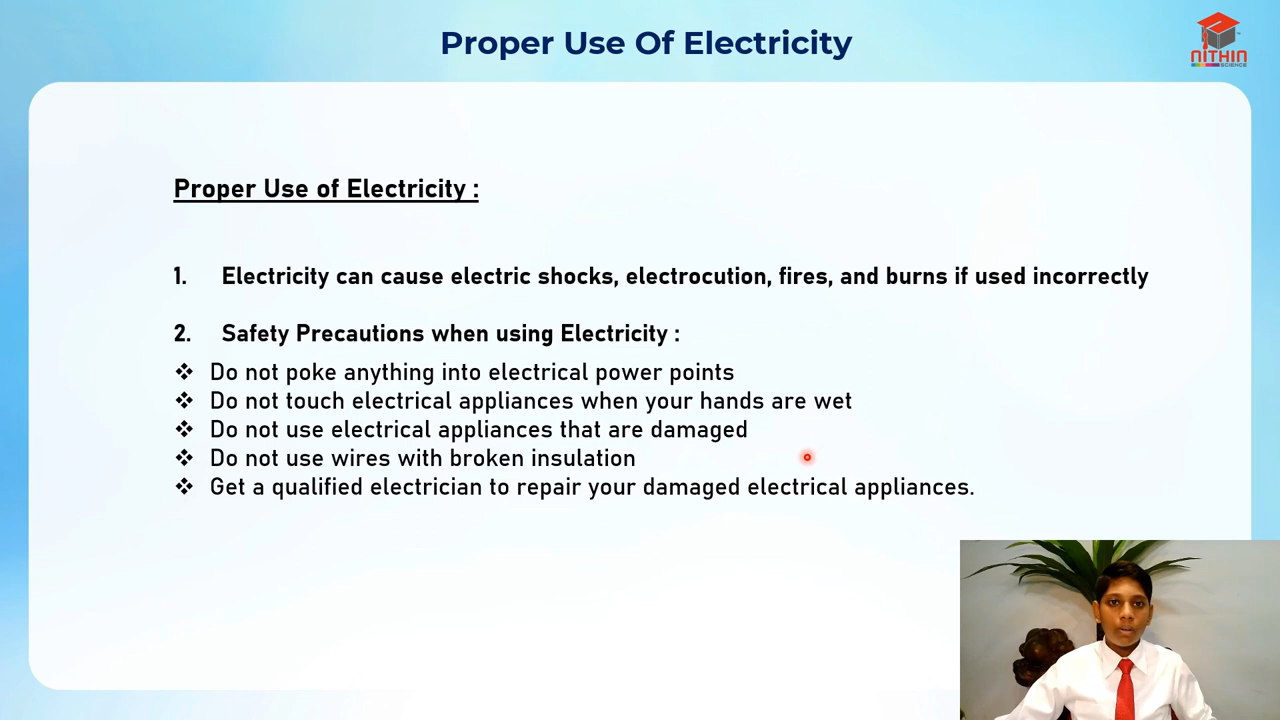 Proper Use Of Electricity
NITHIN
SCIENCE
Proper Use of Electricity :
1. Electricity can cause electric shocks, electrocution, fires, and burns if used incorrectly
2. Safety Precautions when using Electricity :
❖ Do not poke anything into electrical power points
❖ Do not touch electrical appliances when your hands are wet
❖ Do not use electrical appliances that are damaged
❖ Do not use wires with broken insulation
❖ Get a qualified electrician to repair your damaged electrical appliances.